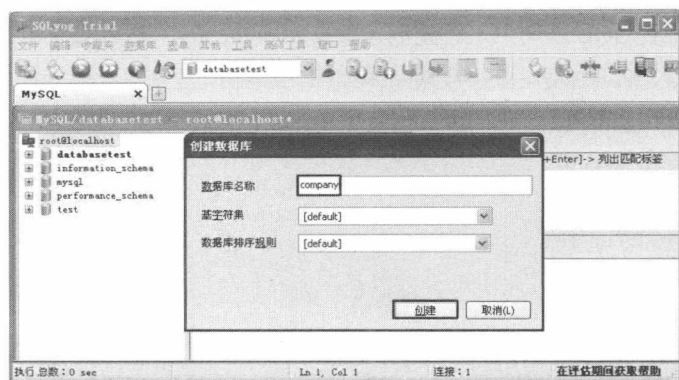 SQLyog Trial
文件 编辑 收藏夹 数据库 表单 其他 工具 高级工具 窗口 帮助
databasetest
MySQL
MySQL/databasetest - root@localhost*
root@localhost
databasetest
information_schema
mysql
performance_schema
test
+Enter]-> 列出匹配标签
创建数据库
数据库名称
company
基字符集
[default]
数据库排序规则
[default]
创建
取消(L)
执行 总数：0 sec
Ln 1, Col 1
连接：1
在评估期间获取帮助